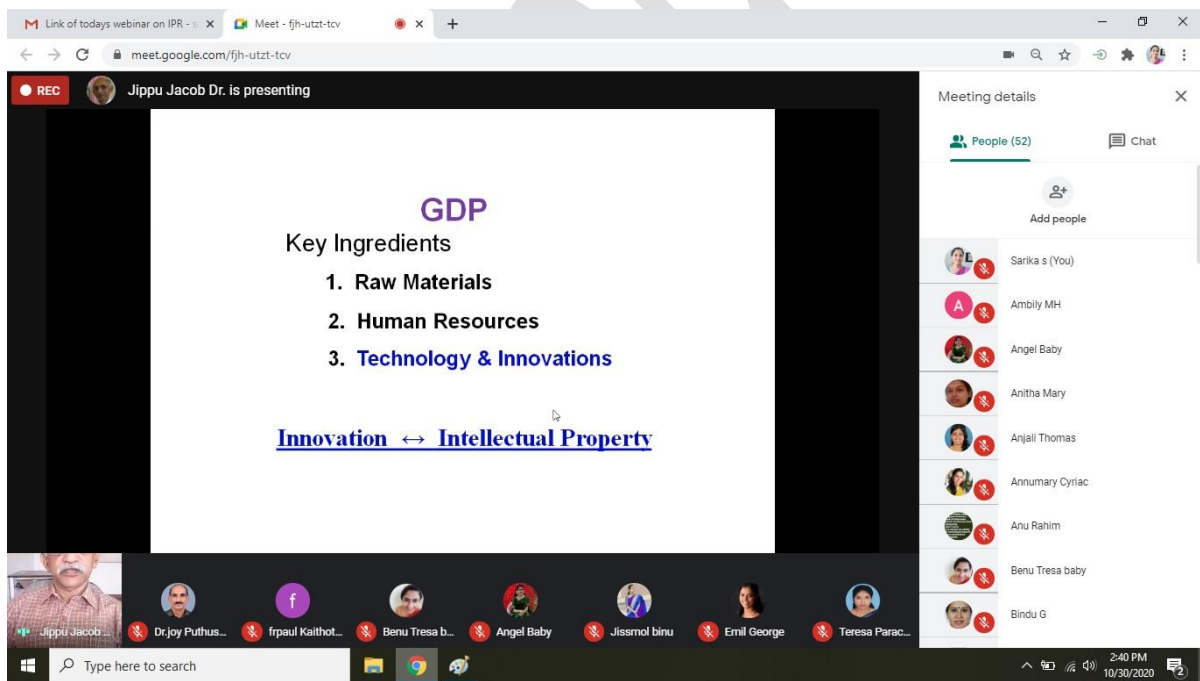 Link of todays webinar on IPR - s
Meet - fjh-utzt-tcv
meet.google.com/fjh-utzt-tcv
REC
Jippu Jacob Dr. is presenting
GDP
Key Ingredients
1. Raw Materials
2. Human Resources
3. Technology & Innovations
Innovation ↔ Intellectual Property
Meeting details
People (52)
Chat
Add people
Sarika s (You)
A
Ambily MH
Angel Baby
Anitha Mary
Anjali Thomas
Annumary Cyriac
Anu Rahim
Benu Tresa baby
Bindu G
f
Jippu Jacob ...
Dr.joy Puthus...
frpaul Kaithot...
Benu Tresa b...
Angel Baby
Jissmol binu
Emil George
Teresa Parac...
Type here to search
2:40 PM
10/30/2020
2